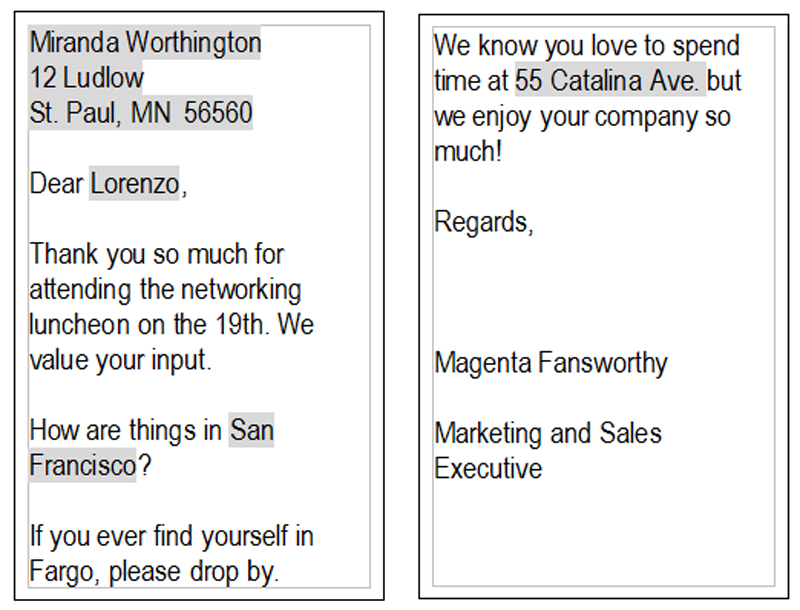 Miranda Worthington
12 Ludlow
St. Paul, MN  56560
Dear Lorenzo,
Thank you so much for
attending the networking
luncheon on the 19th. We
value your input.
How are things in San
Francisco?
If you ever find yourself in
Fargo, please drop by.
We know you love to spend
time at 55 Catalina Ave. but
we enjoy your company so
much!
Regards,
Magenta Fansworthy
Marketing and Sales
Executive